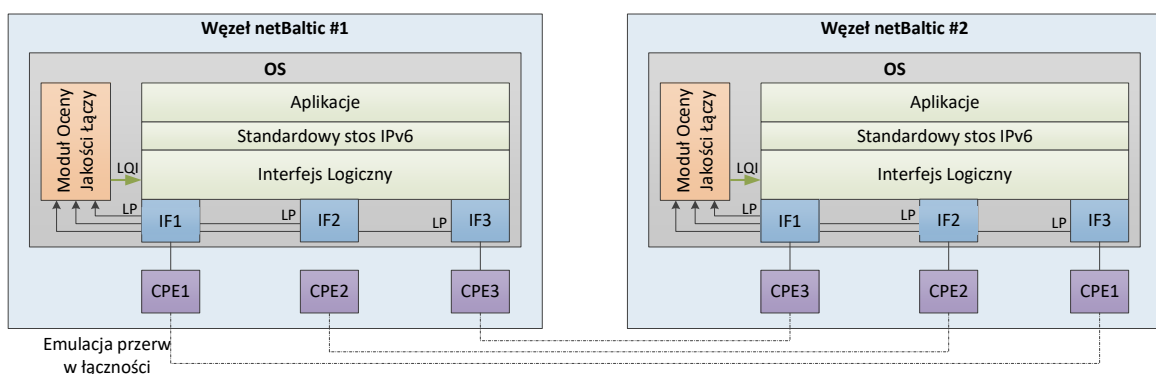 Węzeł netBaltic #1
OS
Moduł Oceny
Jakości Łączy
Aplikacje
Standardowy stos IPv6
LQI
Interfejs Logiczny
LP
IF1
LP
IF2
LP
IF3
CPE1
CPE2
CPE3
Emulacja przerw
w łączności
Węzeł netBaltic #2
OS
Moduł Oceny
Jakości Łączy
Aplikacje
Standardowy stos IPv6
LQI
Interfejs Logiczny
LP
IF1
LP
IF2
LP
IF3
CPE3
CPE2
CPE1